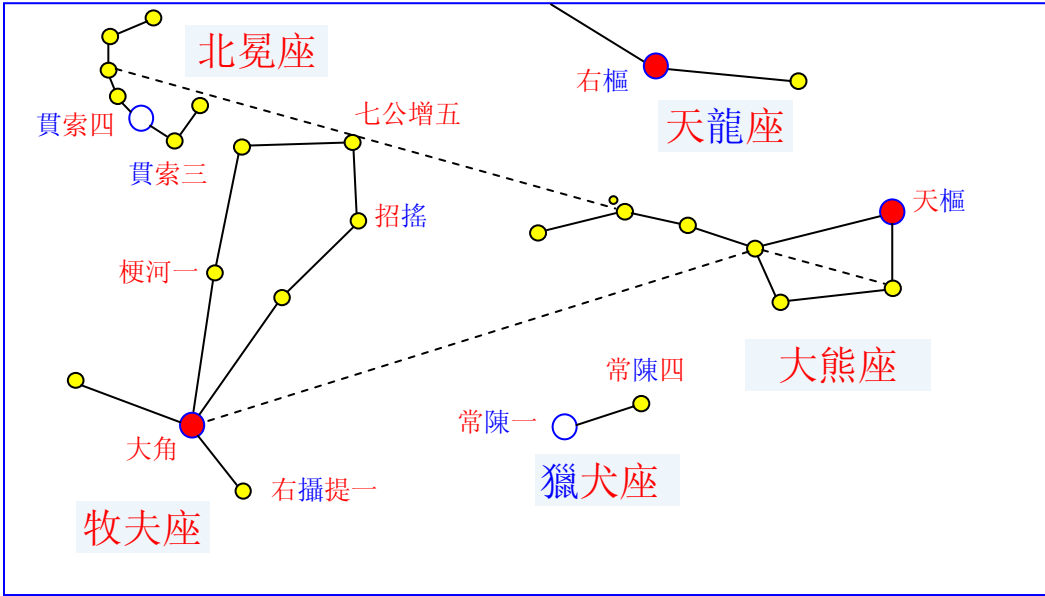 北冕座
右樞
天龍座
貫索四
七公增五
貫索三
天樞
招搖
梗河一
大熊座
常陳四
常陳一
大角
獵犬座
右攝提一
牧夫座